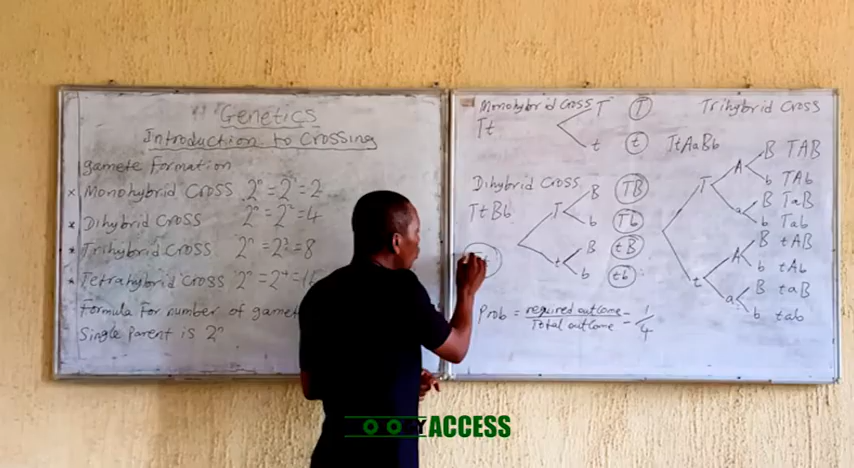 Genetics
Introduction to Crossing
gamete Formation
* Monohybrid Cross 2ⁿ = 2¹ = 2
* Dihybrid Cross 2ⁿ = 2² = 4
* Trihybrid Cross 2ⁿ = 2³ = 8
* Tetrahybrid Cross 2ⁿ = 2⁴ = 16
Formula For number of gamet
Single Parent is 2ⁿ
Monohybrid Cross
Tt
T T
t t
Dihybrid Cross
TtBb
T B TB
b Tb
t B tB
b tb
Prob = required outcome / Total outcome = 1/4
Trihybrid Cross
TtAaBb
T A B TAB
b TAb
a B TaB
b Tab
t A B tAB
b tAb
a B taB
b tab
ACCESS